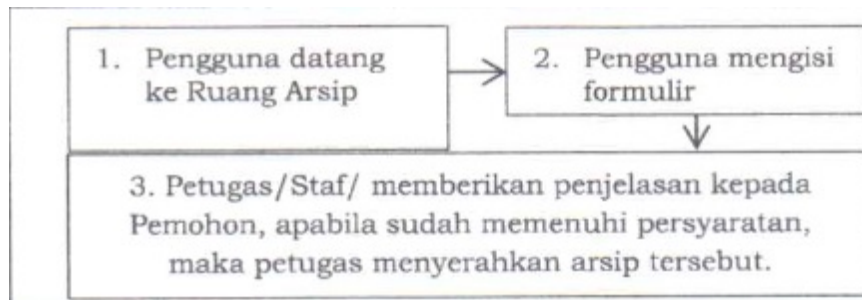 1. Pengguna datang
ke Ruang Arsip
2. Pengguna mengisi
formulir
3. Petugas/Staf/ memberikan penjelasan kepada
Pemohon, apabila sudah memenuhi persyaratan,
maka petugas menyerahkan arsip tersebut.